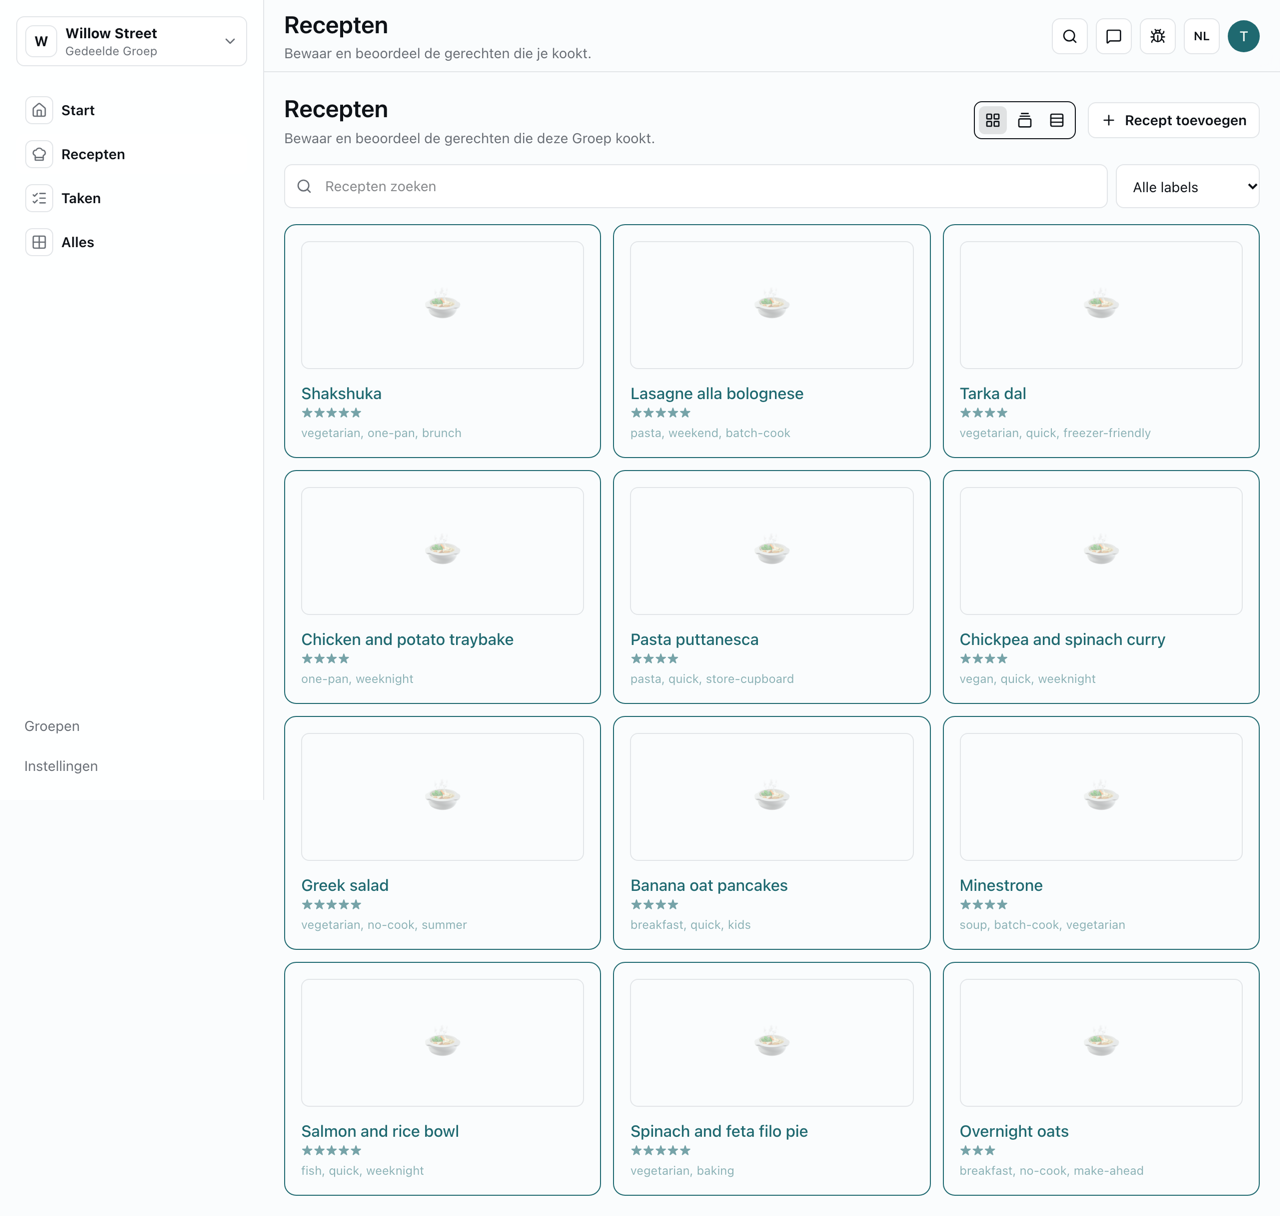 W
Willow Street
Gedeelde Groep
Start
Recepten
Taken
Alles
Groepen
Instellingen
Recepten
Bewaar en beoordeel de gerechten die je kookt.
NL
T
Recepten
Bewaar en beoordeel de gerechten die deze Groep kookt.
Recept toevoegen
Recepten zoeken
Alle labels
Shakshuka
★★★★★
vegetarian, one-pan, brunch
Lasagne alla bolognese
★★★★★
pasta, weekend, batch-cook
Tarka dal
★★★★
vegetarian, quick, freezer-friendly
Chicken and potato traybake
★★★★
one-pan, weeknight
Pasta puttanesca
★★★★
pasta, quick, store-cupboard
Chickpea and spinach curry
★★★★
vegan, quick, weeknight
Greek salad
★★★★★
vegetarian, no-cook, summer
Banana oat pancakes
★★★★
breakfast, quick, kids
Minestrone
★★★★
soup, batch-cook, vegetarian
Salmon and rice bowl
★★★★★
fish, quick, weeknight
Spinach and feta filo pie
★★★★★
vegetarian, baking
Overnight oats
★★★
breakfast, no-cook, make-ahead